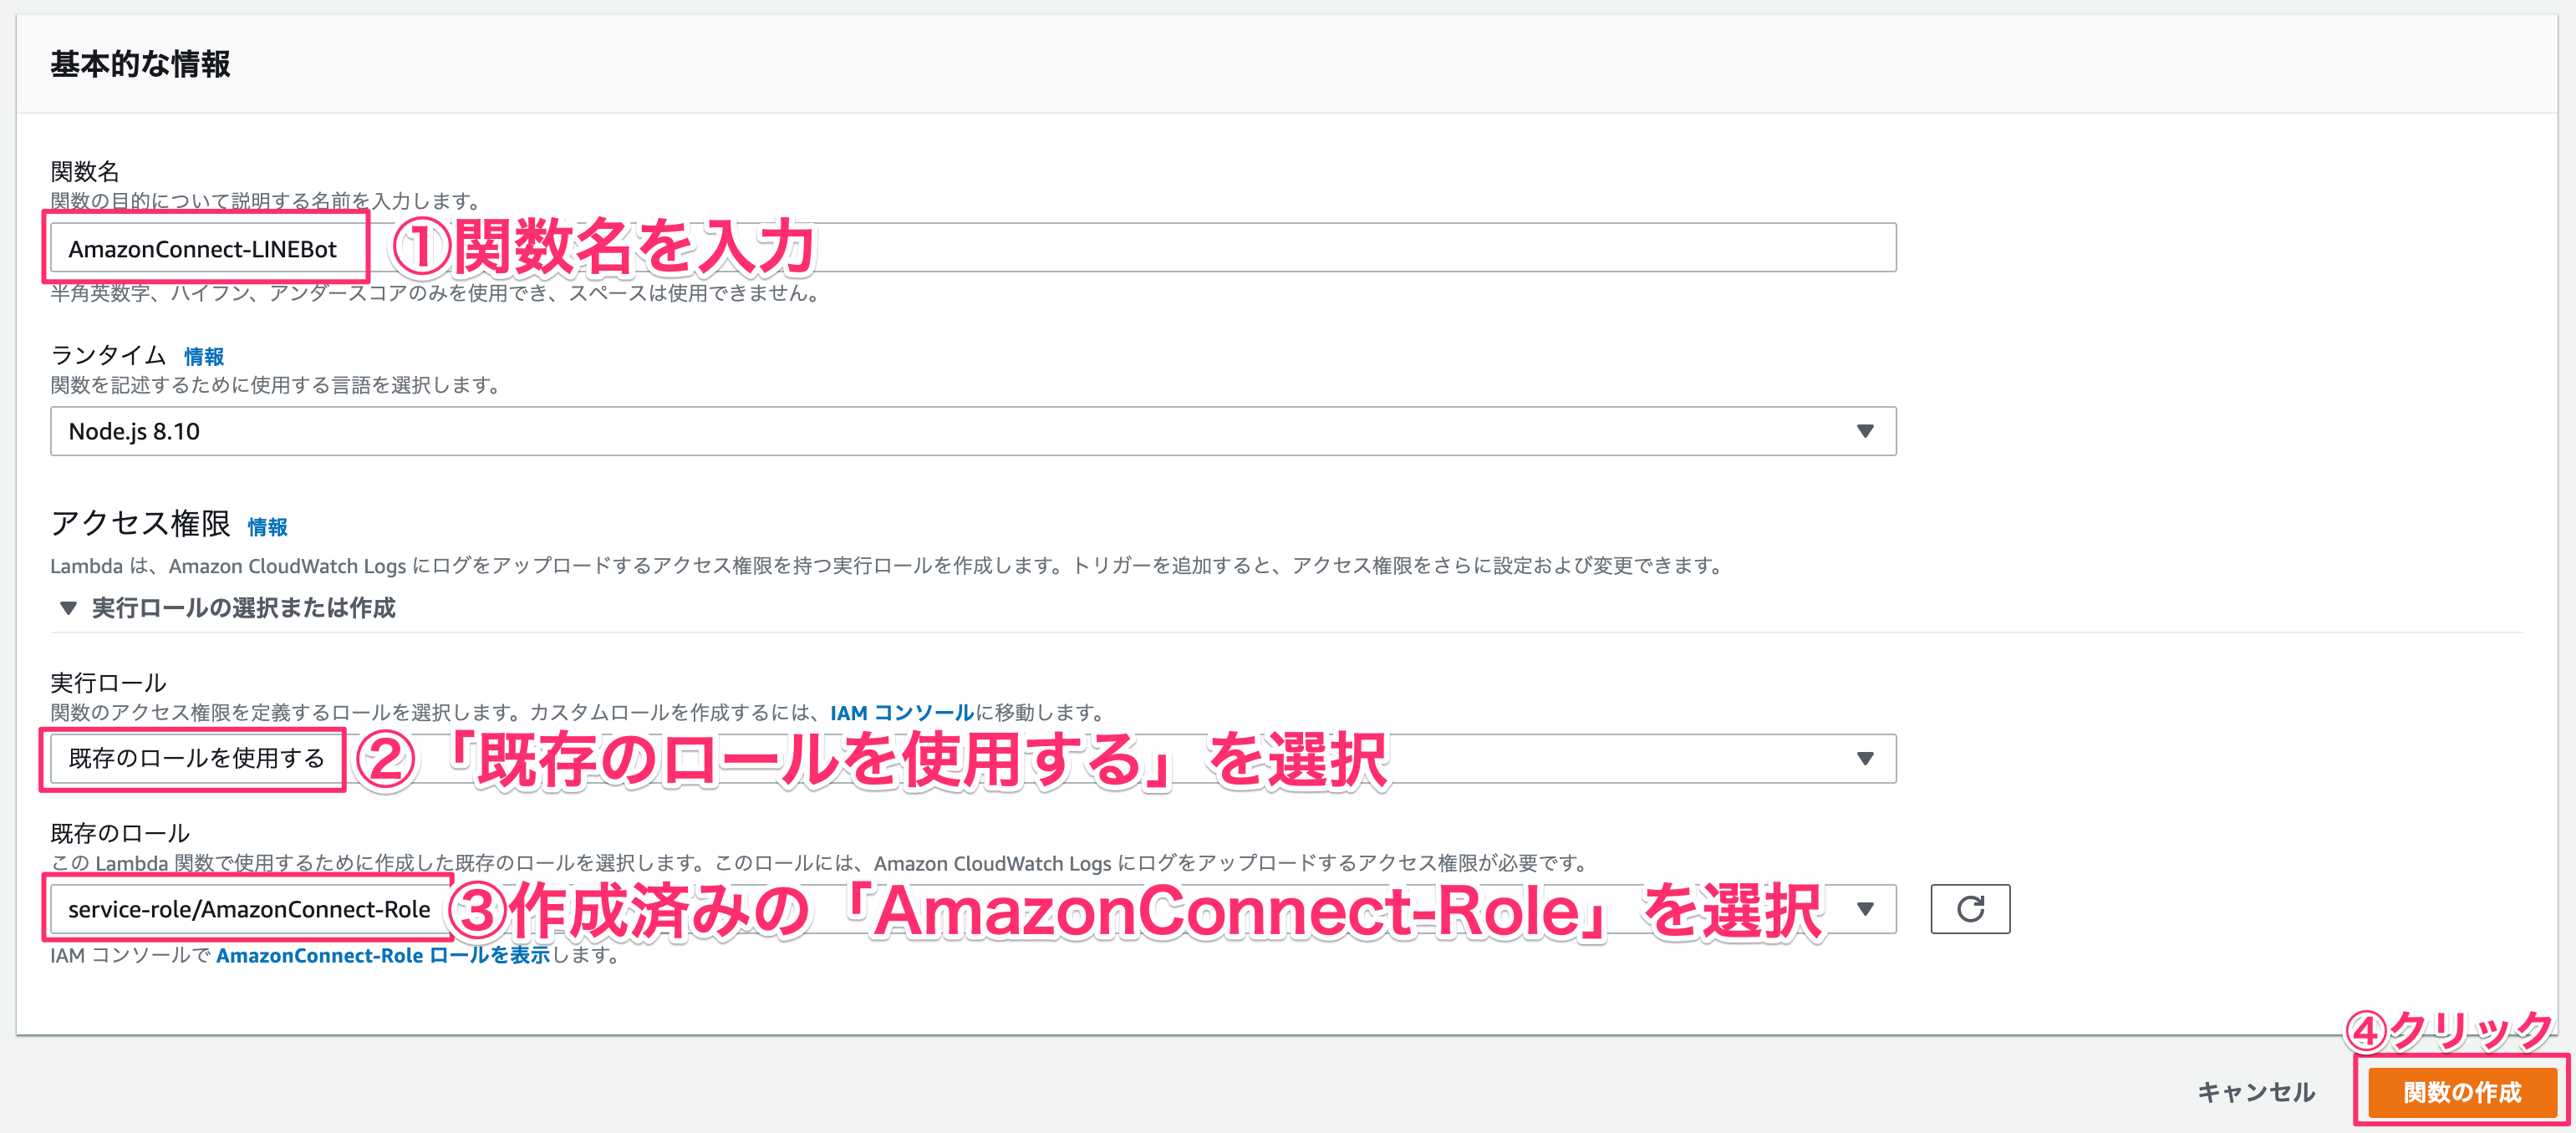 基本的な情報
関数名
関数の目的について説明する名前を入力します。
AmazonConnect-LINEBot ①関数名を入力
半角英数字、ハイフン、アンダースコアのみを使用でき、スペースは使用できません。
ランタイム 情報
関数を記述するために使用する言語を選択します。
Node.js 8.10
アクセス権限 情報
Lambda は、Amazon CloudWatch Logs にログをアップロードするアクセス権限を持つ実行ロールを作成します。トリガーを追加すると、アクセス権限をさらに設定および変更できます。
▼ 実行ロールの選択または作成
実行ロール
関数のアクセス権限を定義するロールを選択します。カスタムロールを作成するには、IAM コンソールに移動します。
既存のロールを使用する ②「既存のロールを使用する」を選択
既存のロール
この Lambda 関数で使用するために作成した既存のロールを選択します。このロールには、Amazon CloudWatch Logs にログをアップロードするアクセス権限が必要です。
service-role/AmazonConnect-Role ③作成済みの「AmazonConnect-Role」を選択
IAM コンソールで AmazonConnect-Role ロールを表示します。
④クリック
キャンセル 関数の作成